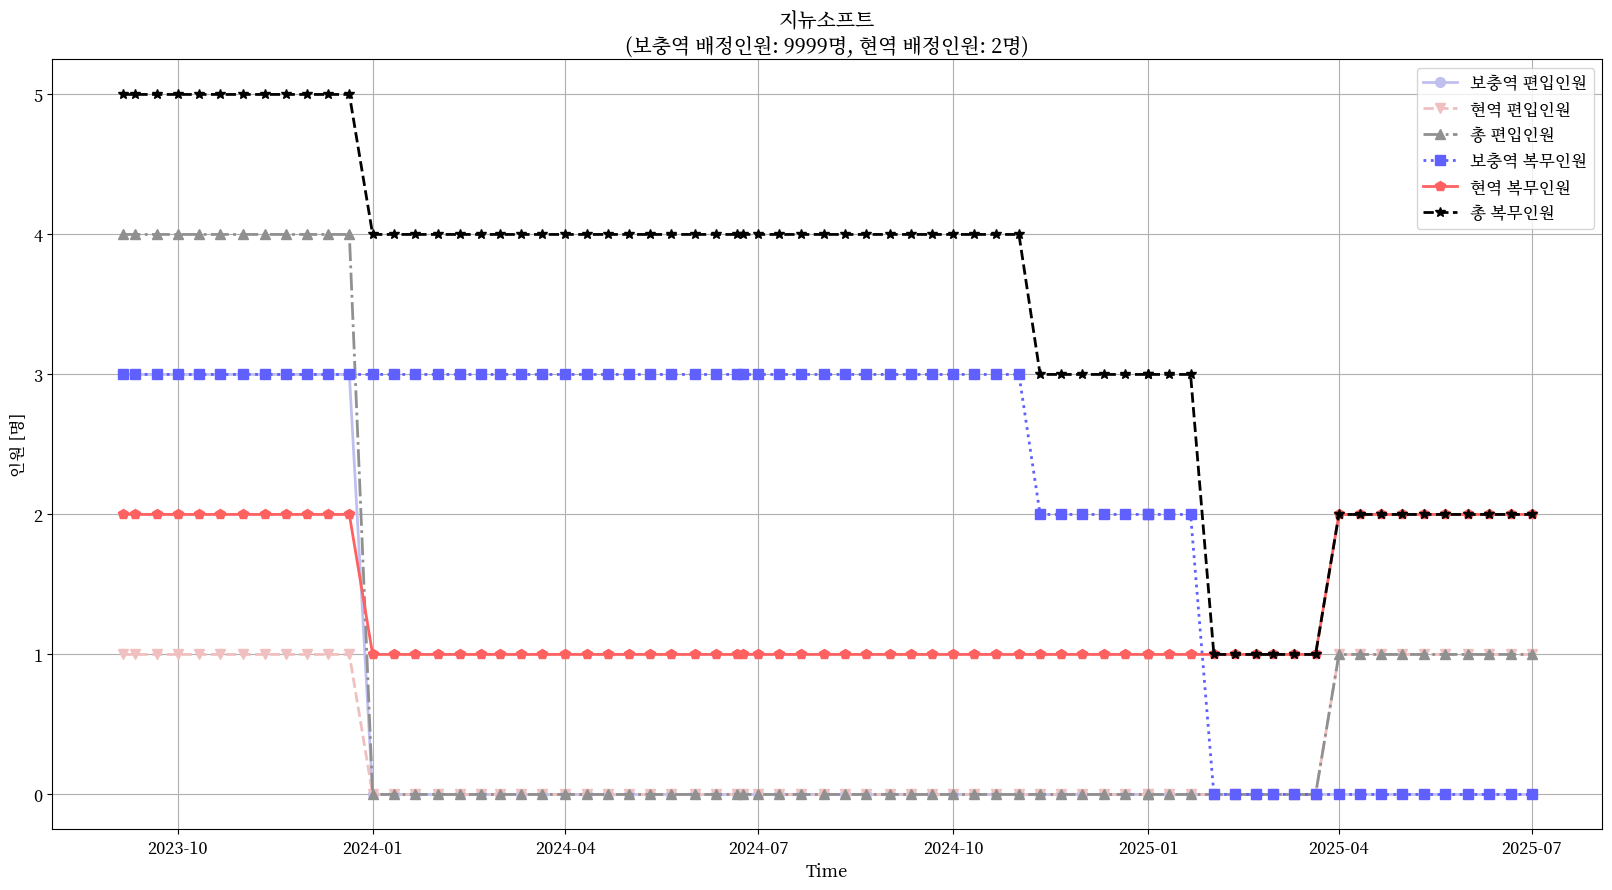 지뉴소프트
(보충역 배정인원: 9999명, 현역 배정인원: 2명)
보충역 편입인원
현역 편입인원
총 편입인원
보충역 복무인원
현역 복무인원
총 복무인원
인원 [명]
5
4
3
2
1
0
2023-10
2024-01
2024-04
2024-07
2024-10
2025-01
2025-04
2025-07
Time